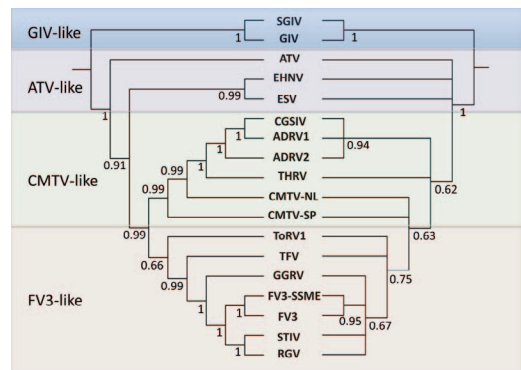 SGIV
GIV-like
1
GIV
1
ATV
1
ATV-like
EHNV
0.99
ESV
1
CGSIV
1
ADRV1
0.94
1
ADRV2
0.91
1
THRV
0.99
0.62
CMTV-like
CMTV-NL
0.99
CMTV-SP
0.99
0.63
ToRV1
0.66
TFV
0.75
0.99
GGRV
FV3-like
FV3-SSME
1
1
FV3
0.95
0.67
1
STIV
1
RGV